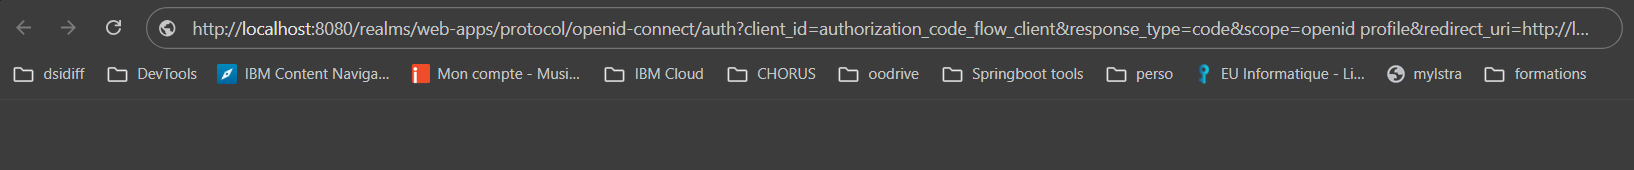 http://localhost:8080/realms/web-apps/protocol/openid-connect/auth?client_id=authorization_code_flow_client&response_type=code&scope=openid profile&redirect_uri=http://l...
dsidiff DevTools IBM Content Naviga... Mon compte - Musi... IBM Cloud CHORUS oodrive Springboot tools perso EU Informatique - Li... mylstra formations